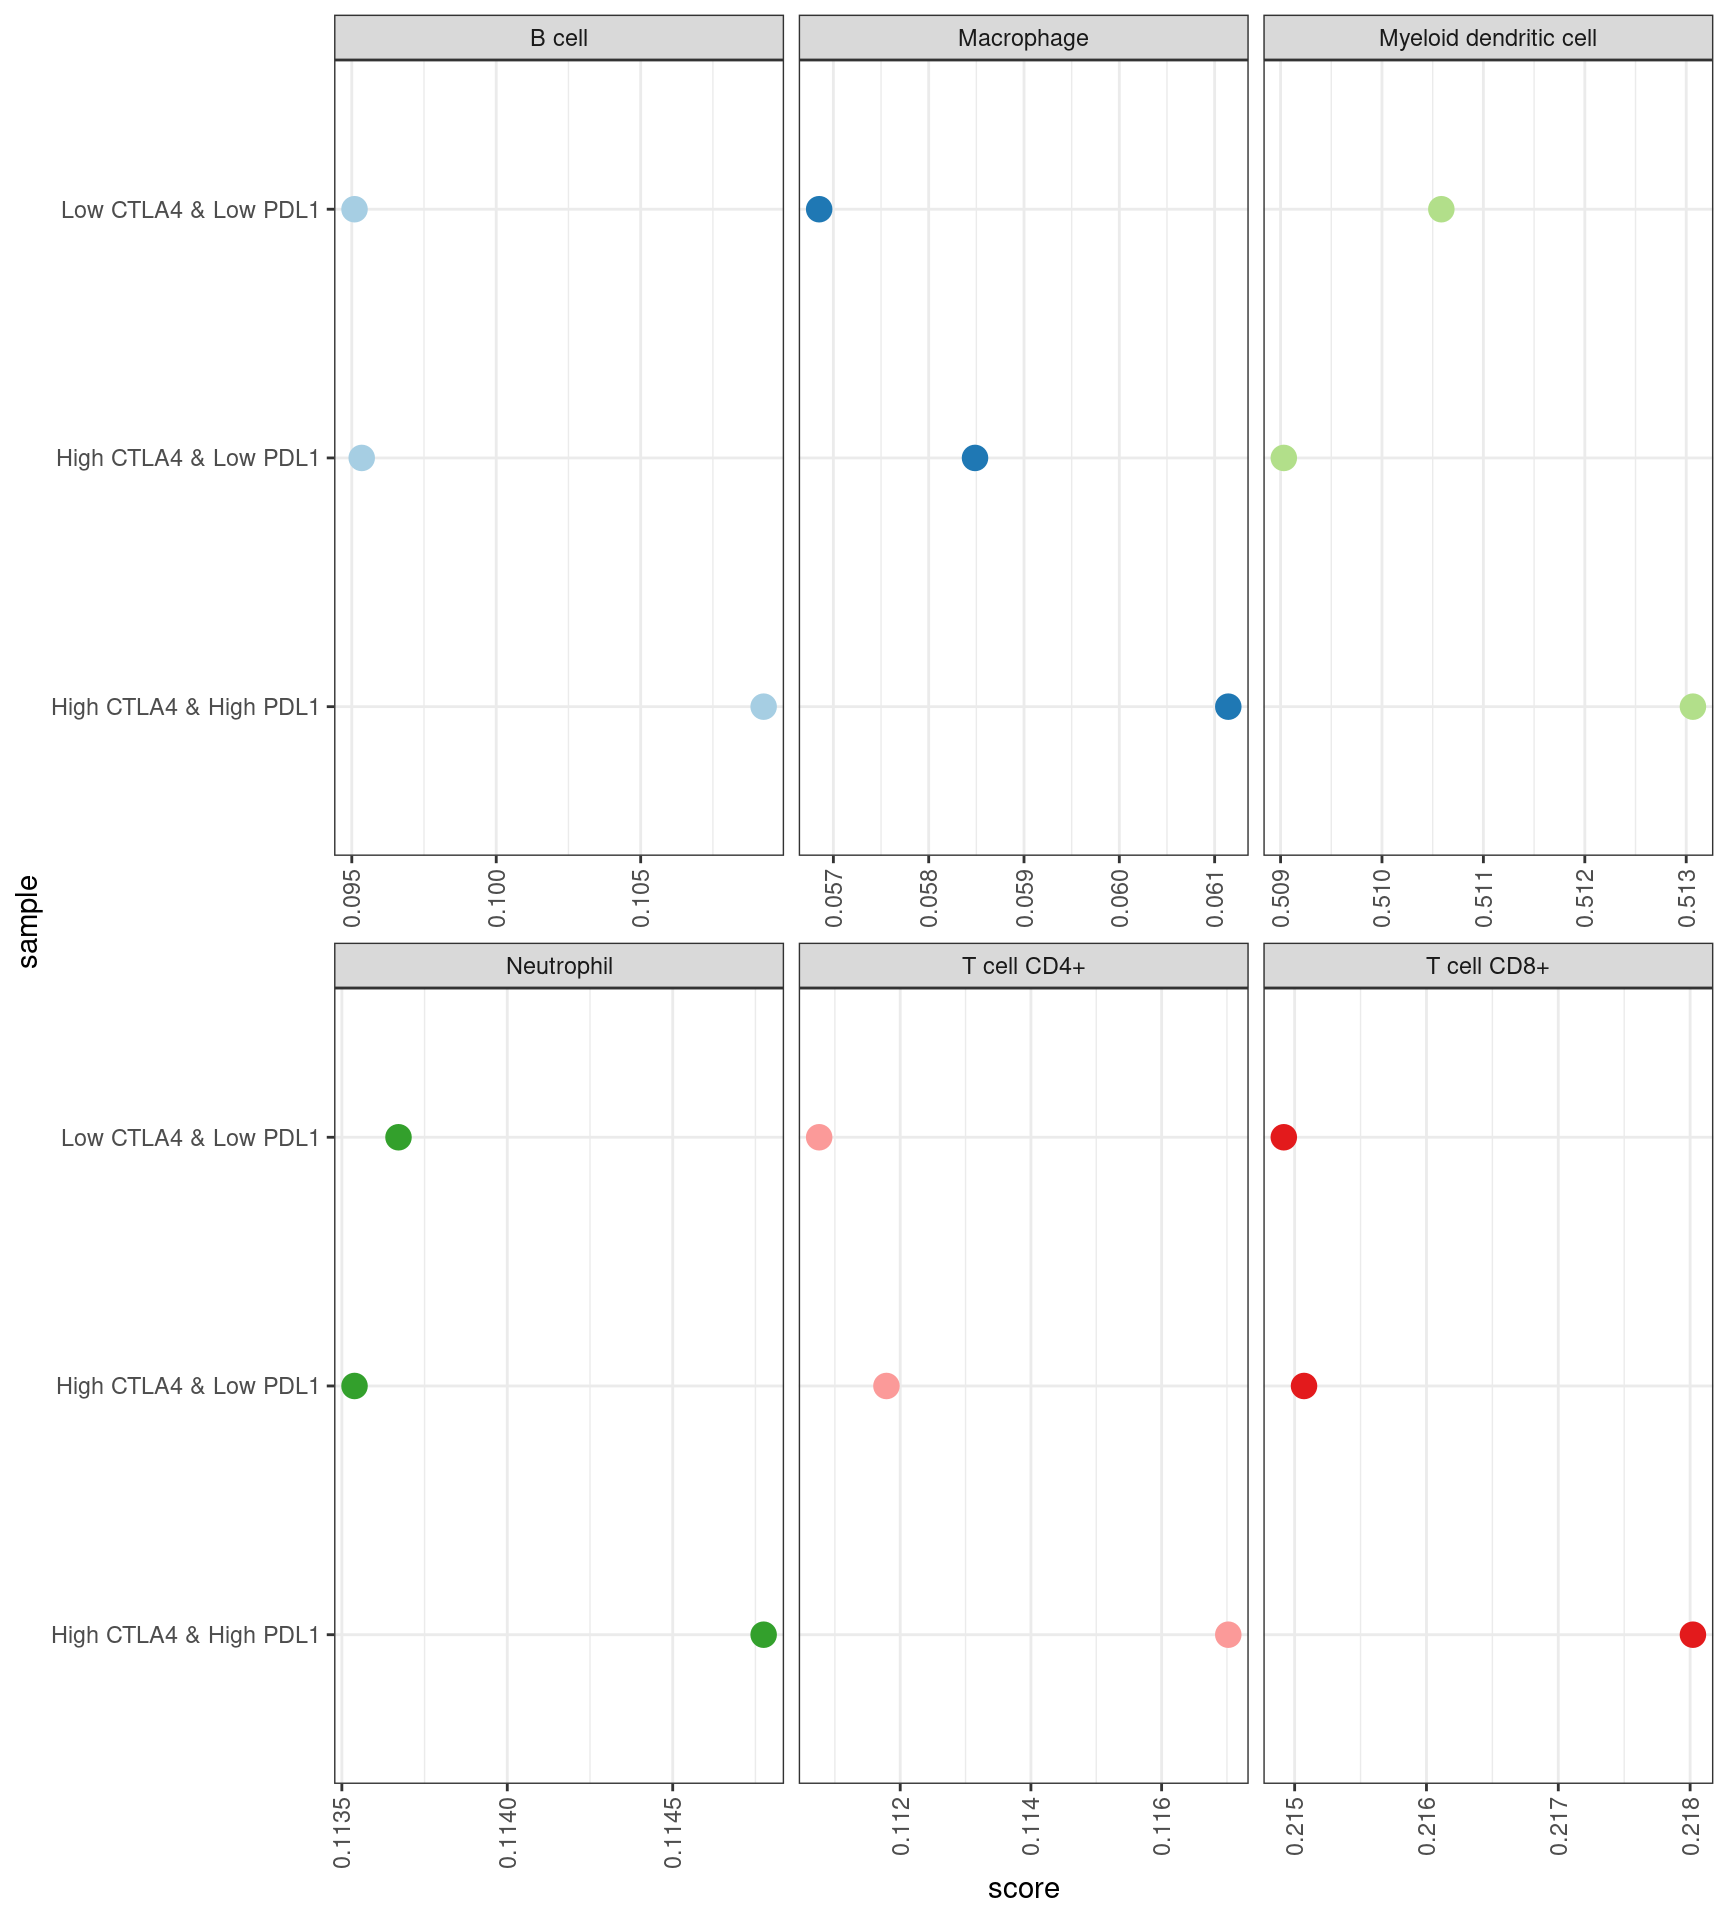 B cell
Macrophage
Myeloid dendritic cell
Low CTLA4 & Low PDL1
High CTLA4 & Low PDL1
High CTLA4 & High PDL1
0.095
0.100
0.105
0.057
0.058
0.059
0.060
0.061
0.509
0.510
0.511
0.512
0.513
sample
Neutrophil
T cell CD4+
T cell CD8+
Low CTLA4 & Low PDL1
High CTLA4 & Low PDL1
High CTLA4 & High PDL1
0.1135
0.1140
0.1145
0.112
0.114
0.116
0.215
0.216
0.217
0.218
score